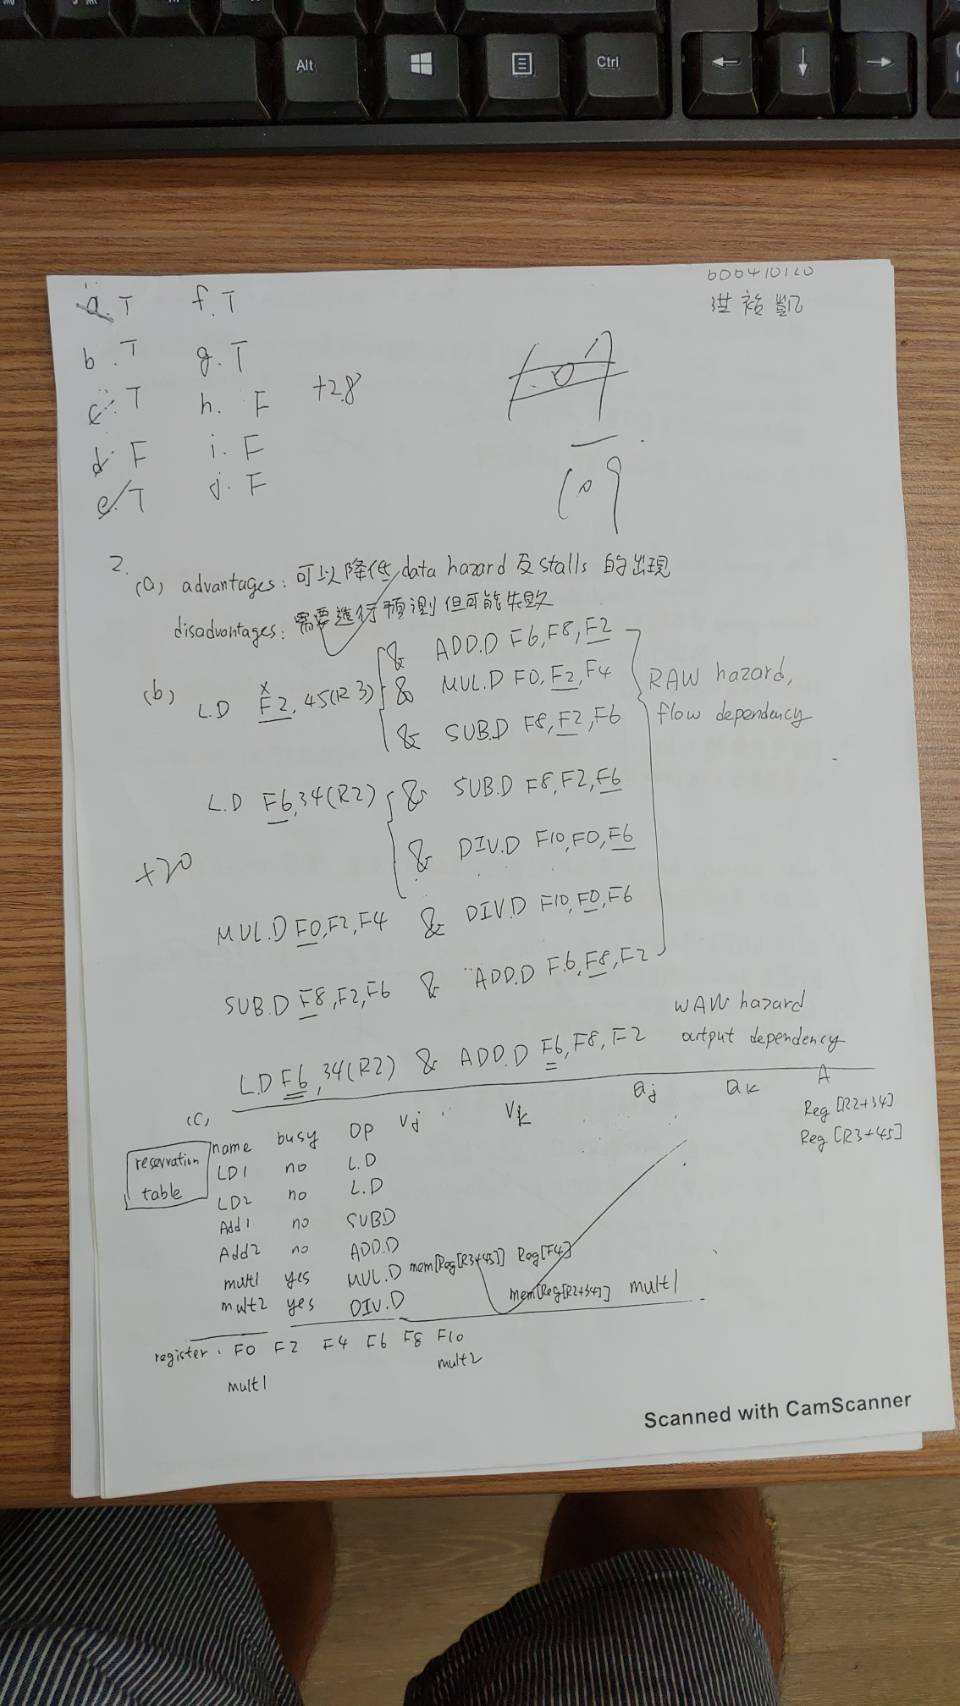 Alt
Ctrl
600410120
洪裕凱
a. T f. T
b. T g. T
c. T h. F +28
d. F i. F
e. T j. F
109
2.
(a) advantages: 可以降低 data hazard 及 stalls 的出現
disadvantages: 需要進行預測但可能失敗
(b) L.D F2, 45(R3) & ADD.D F6, F8, F2
& MUL.D F0, F2, F4
& SUB.D F8, F2, F6
RAW hazard,
flow dependency
L.D F6, 34(R2) & SUB.D F8, F2, F6
& DIV.D F10, F0, F6
+20
MUL.D F0, F2, F4 & DIV.D F10, F0, F6
SUB.D F8, F2, F6 & ADD.D F6, F8, F2
L.D F6, 34(R2) & ADD.D F6, F8, F2
WAW hazard
output dependency
(c)
reservation
table
name busy OP Vj Vk Qj Qk A
LD1 no L.D Reg[R2+34]
LD2 no L.D Reg[R3+45]
Add1 no SUBD
Add2 no ADD.D
mult1 yes MUL.D mem[Reg[R3+45]] Reg[F4]
mult2 yes DIV.D mem[Reg[R2+34]] mult1
register: F0 F2 F4 F6 F8 F10
mult1 mult2
Scanned with CamScanner